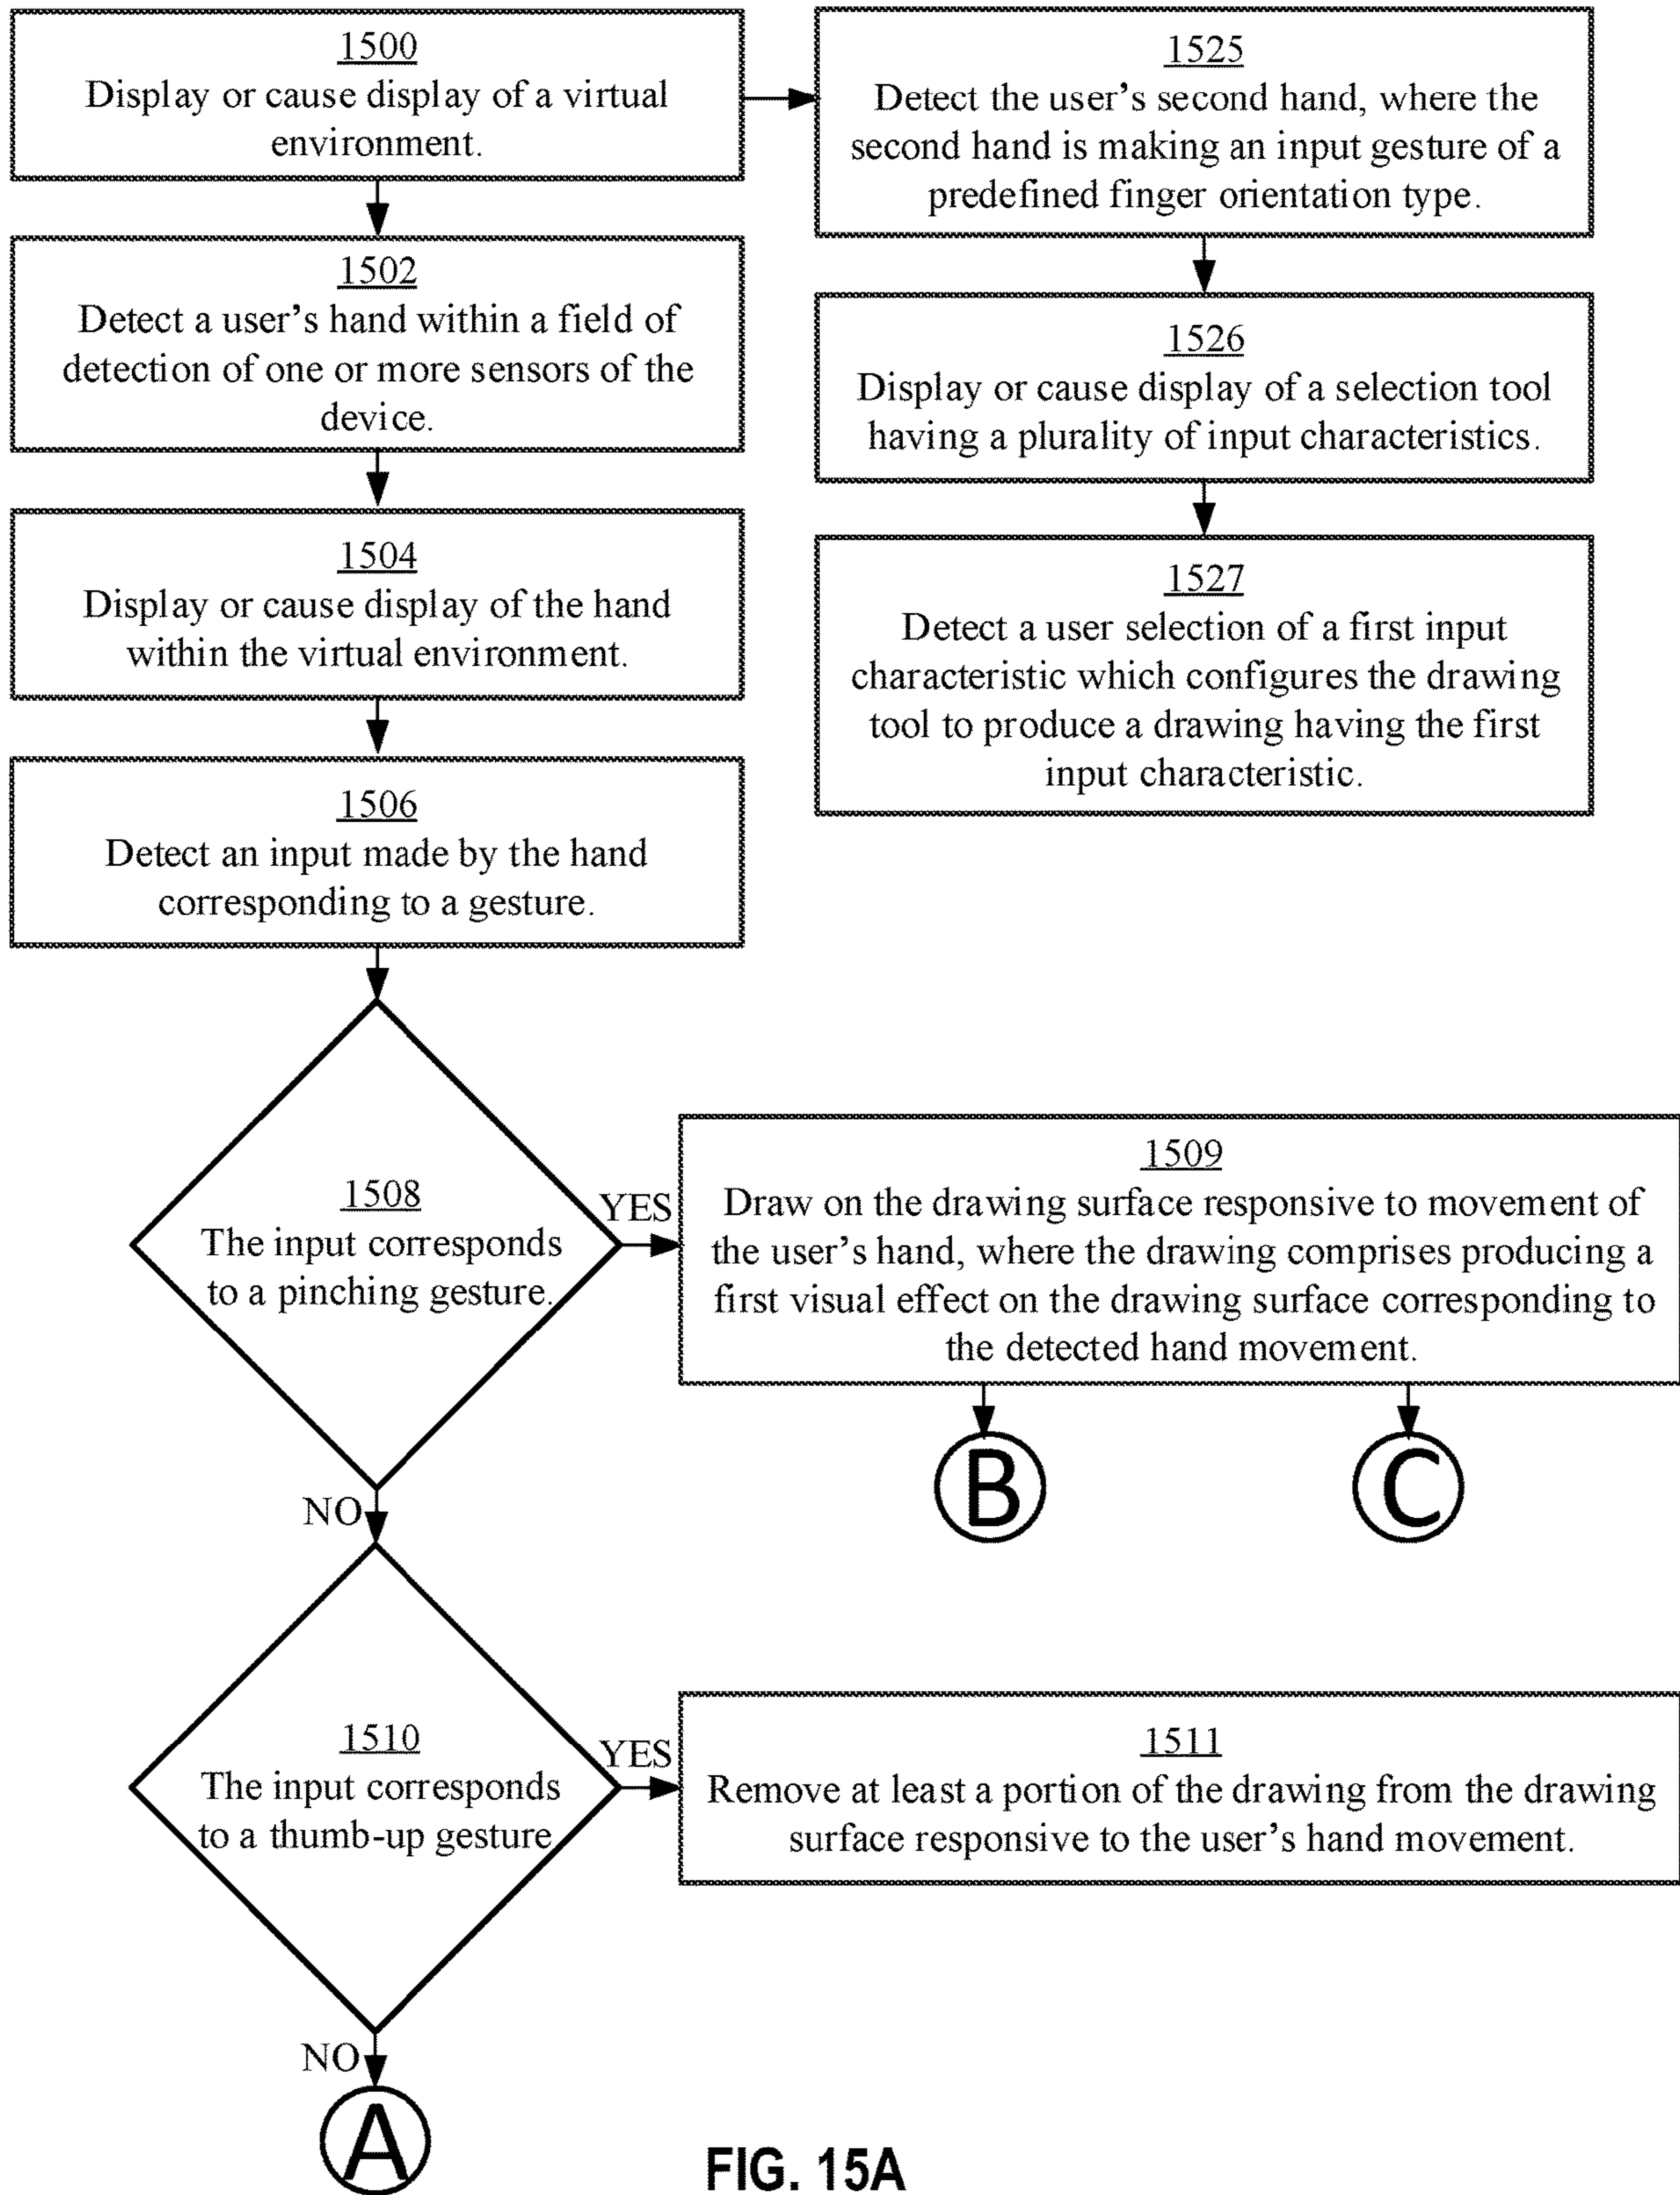 1500
Display or cause display of a virtual
environment.
1525
Detect the user's second hand, where the
second hand is making an input gesture of a
predefined finger orientation type.
1502
Detect a user's hand within a field of
detection of one or more sensors of the
device.
1526
Display or cause display of a selection tool
having a plurality of input characteristics.
1504
Display or cause display of the hand
within the virtual environment.
1527
Detect a user selection of a first input
characteristic which configures the drawing
tool to produce a drawing having the first
input characteristic.
1506
Detect an input made by the hand
corresponding to a gesture.
1508
The input corresponds
to a pinching gesture.
YES
1509
Draw on the drawing surface responsive to movement of
the user's hand, where the drawing comprises producing a
first visual effect on the drawing surface corresponding to
the detected hand movement.
B
C
NO
1510
The input corresponds
to a thumb-up gesture
YES
1511
Remove at least a portion of the drawing from the drawing
surface responsive to the user's hand movement.
NO
A
FIG. 15A